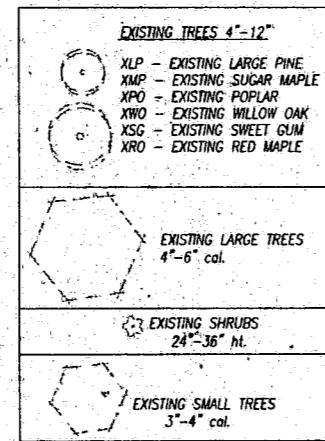 EXISTING TREES 4"-12"
XLP - EXISTING LARGE PINE
XMP - EXISTING SUGAR MAPLE
XPO - EXISTING POPLAR
XWO - EXISTING WILLOW OAK
XSG - EXISTING SWEET GUM
XRO - EXISTING RED MAPLE
EXISTING LARGE TREES
4"-6" cal.
EXISTING SHRUBS
24"-36" ht.
EXISTING SMALL TREES
3"-4" cal.